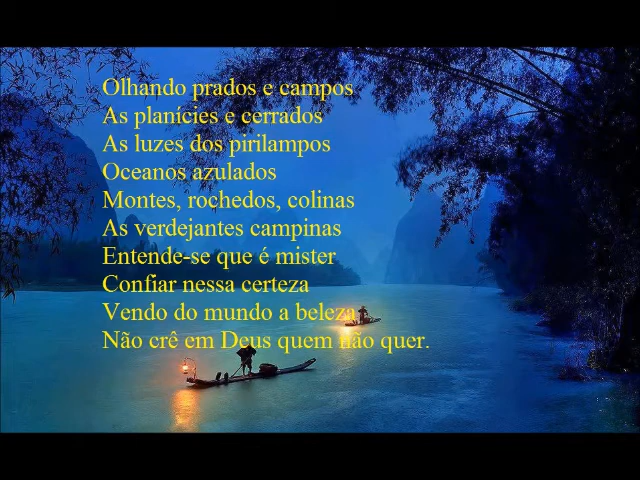 Olhando prados e campos
As planícies e cerrados
As luzes dos pirilampos
Oceanos azulados
Montes, rochedos, colinas
As verdejantes campinas
Entende-se que é mister
Confiar nessa certeza
Vendo do mundo a beleza
Não crê em Deus quem não quer.